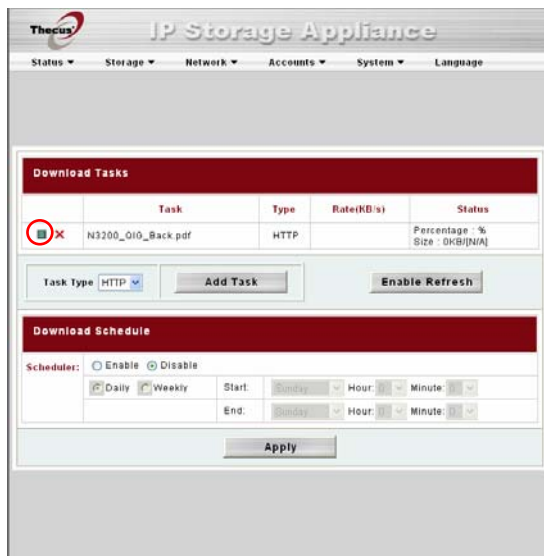 Thecus
IP Storage Appliance
Status Storage Network Accounts System Language
Download Tasks
Task Type Rate(KB/s) Status
N3200_QIG_Back.pdf HTTP Percentage : %
Size : 0KB/[N/A]
Task Type HTTP Add Task Enable Refresh
Download Schedule
Scheduler: Enable Disable
Daily Weekly Start: Sunday Hour: 0 Minute: 0
End: Sunday Hour: 0 Minute: 0
Apply